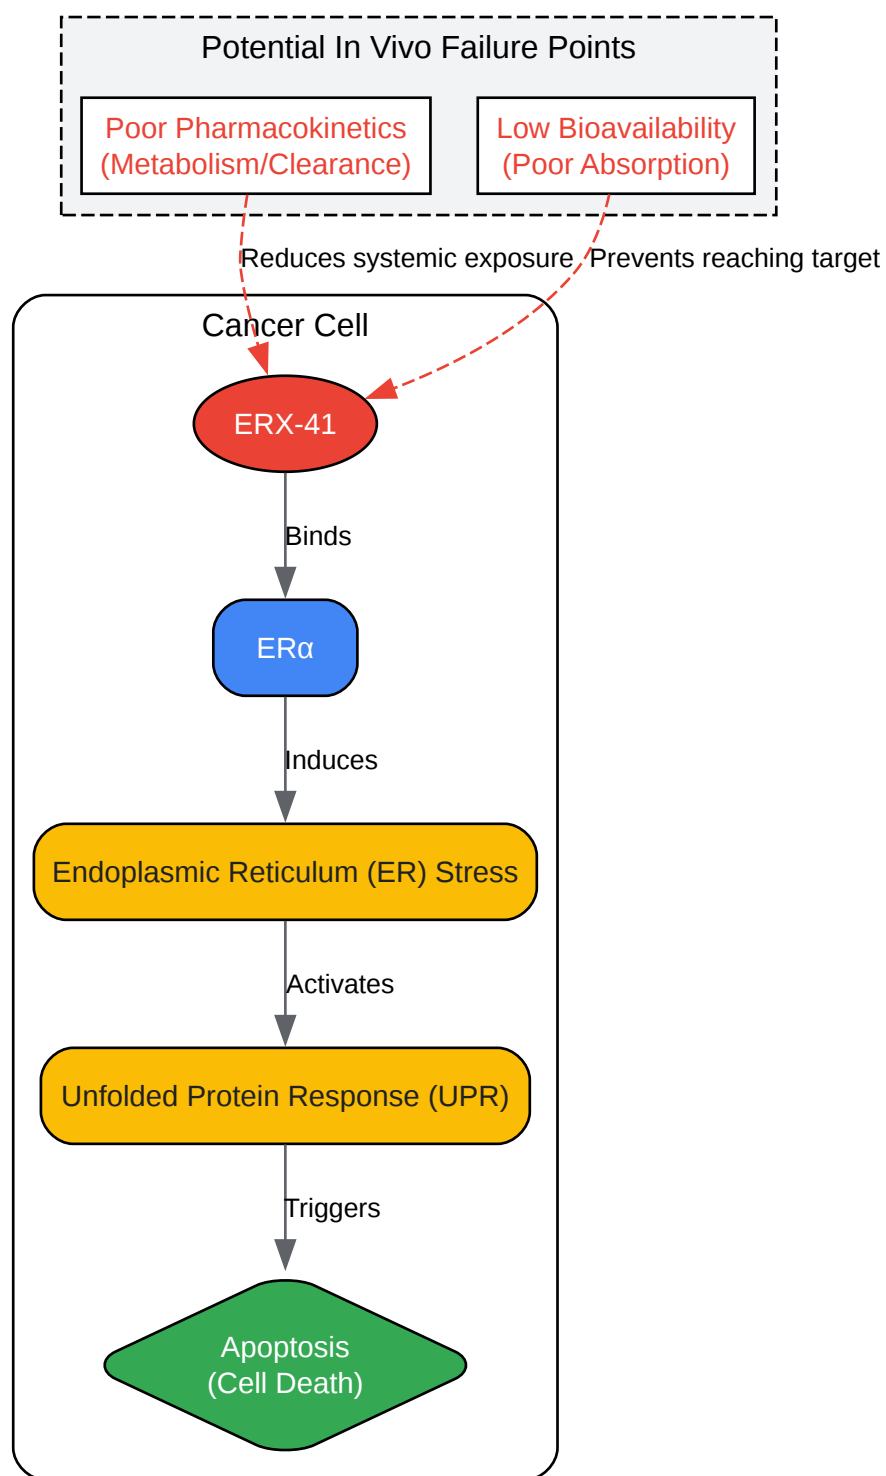 Potential In Vivo Failure Points
Poor Pharmacokinetics
(Metabolism/Clearance)
Low Bioavailability
(Poor Absorption)
Reduces systemic exposure
Prevents reaching target
Cancer Cell
ERX-41
Binds
ERα
Induces
Endoplasmic Reticulum (ER) Stress
Activates
Unfolded Protein Response (UPR)
Triggers
Apoptosis
(Cell Death)